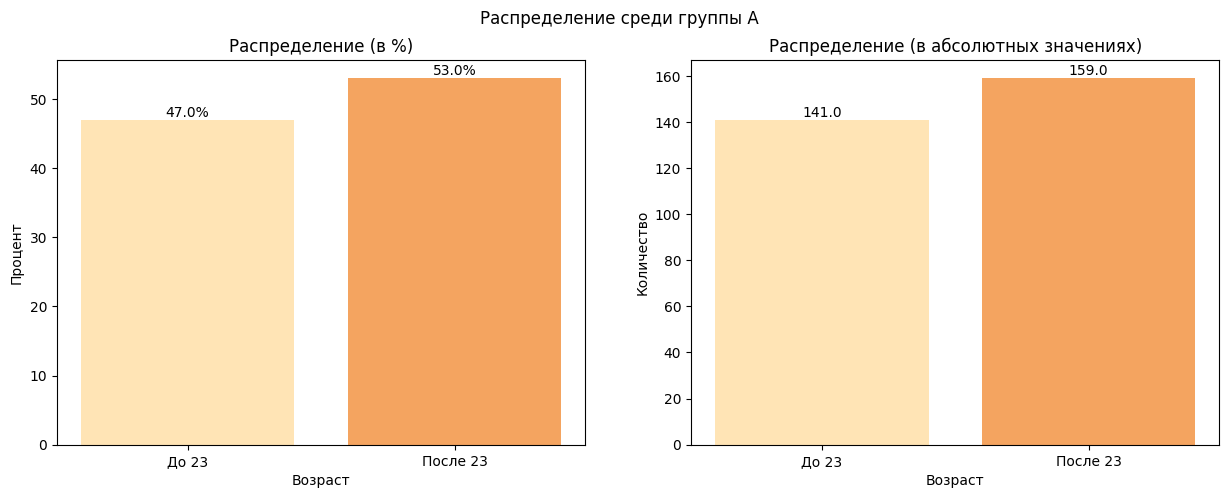 Распределение среди группы А
Распределение (в %)
53.0%
47.0%
50
40
30
20
10
0
Процент
До 23
После 23
Возраст
Распределение (в абсолютных значениях)
159.0
141.0
160
140
120
100
80
60
40
20
0
Количество
До 23
После 23
Возраст